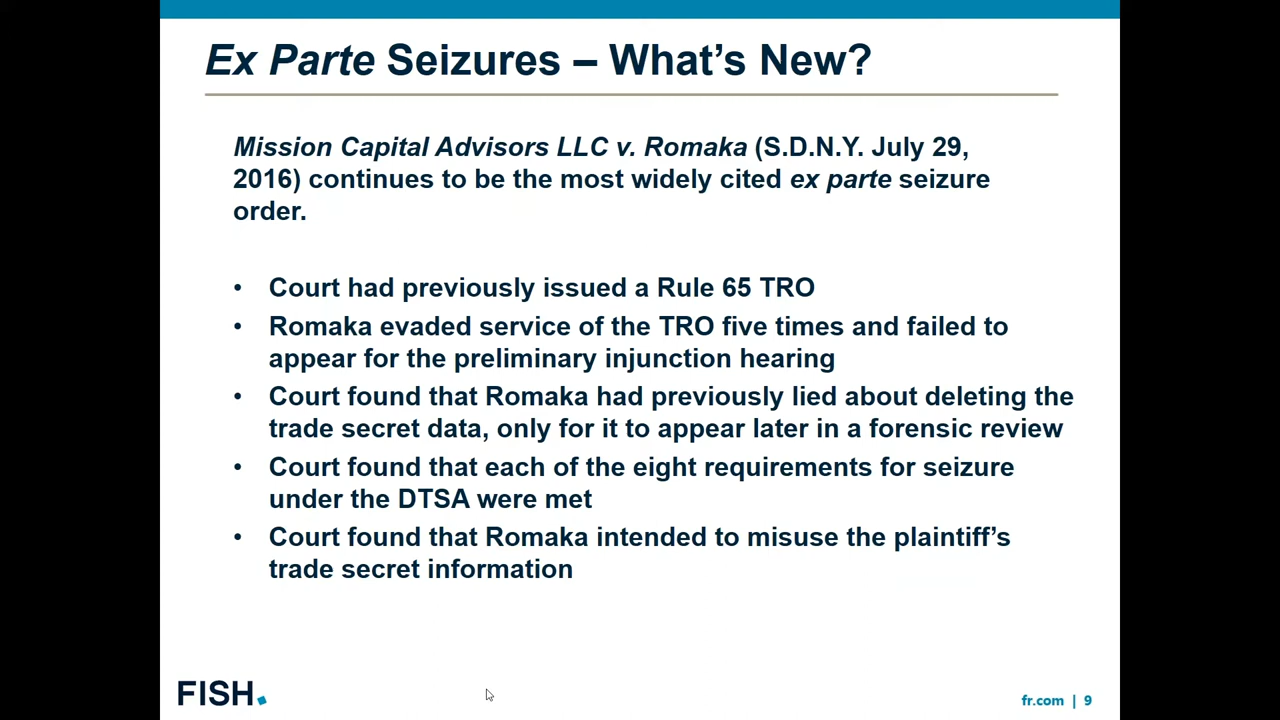 Ex Parte Seizures – What's New?
Mission Capital Advisors LLC v. Romaka (S.D.N.Y. July 29,
2016) continues to be the most widely cited ex parte seizure
order.
• Court had previously issued a Rule 65 TRO
• Romaka evaded service of the TRO five times and failed to
appear for the preliminary injunction hearing
• Court found that Romaka had previously lied about deleting the
trade secret data, only for it to appear later in a forensic review
• Court found that each of the eight requirements for seizure
under the DTSA were met
• Court found that Romaka intended to misuse the plaintiff's
trade secret information
FISH.
fr.com | 9